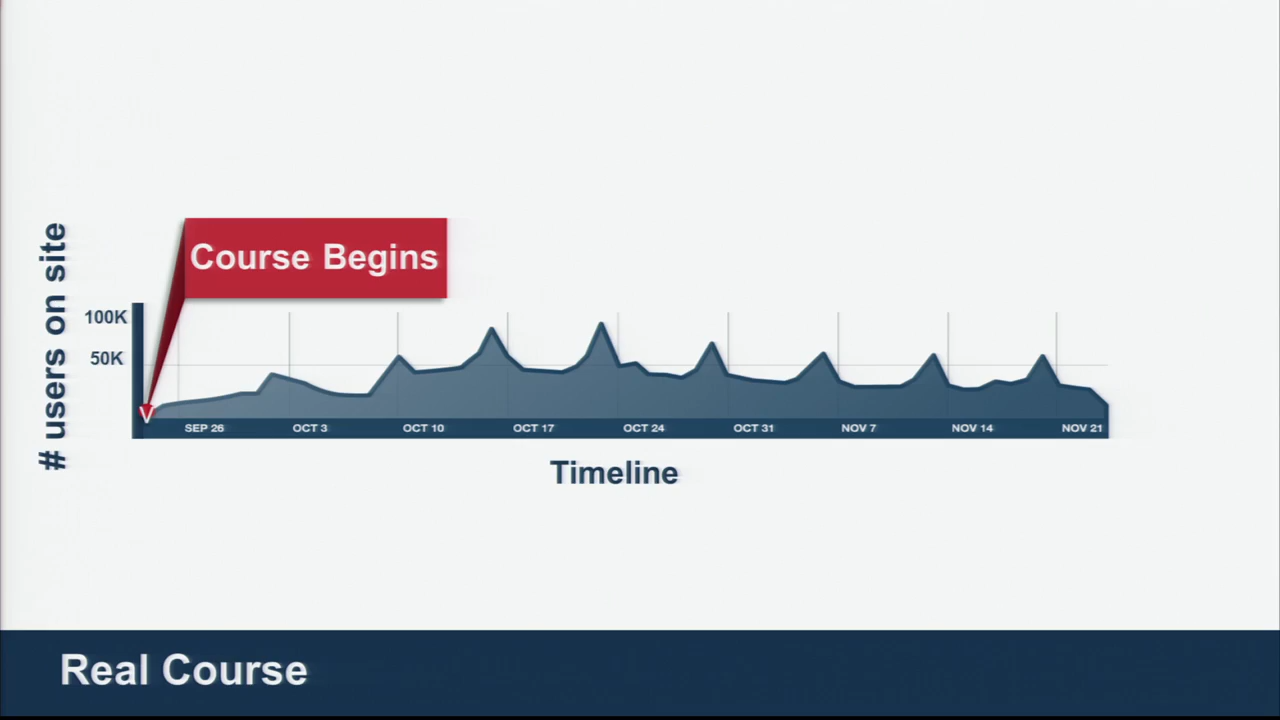 Course Begins
# users on site
100K
50K
V
SEP 26 OCT 3 OCT 10 OCT 17 OCT 24 OCT 31 NOV 7 NOV 14 NOV 21
Timeline
Real Course